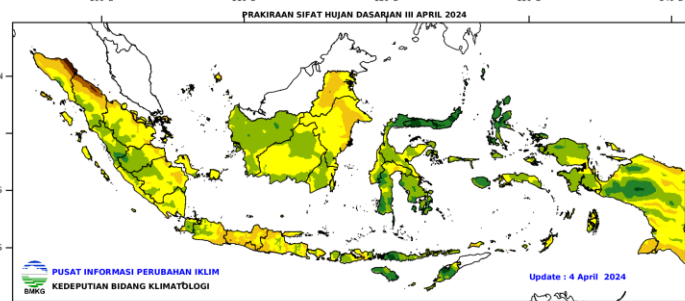 PRAKIRAAN SIFAT HUJAN DASARIAN III APRIL 2024
PUSAT INFORMASI PERUBAHAN IKLIM
KEDEPUTIAN BIDANG KLIMATOLOGI
BMKG
Update : 4 April 2024